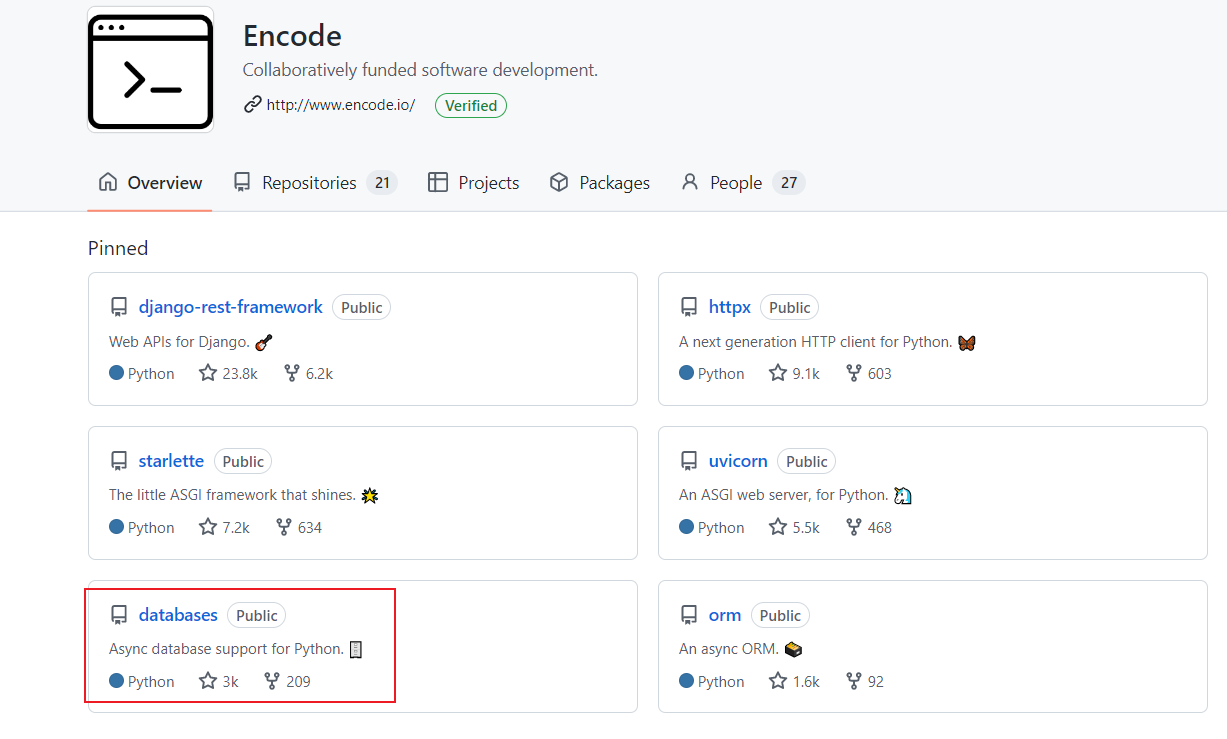 Encode
Collaboratively funded software development.
http://www.encode.io/ Verified
Overview Repositories 21 Projects Packages People 27
Pinned
django-rest-framework Public
Web APIs for Django. 🎸
Python 23.8k 6.2k
httpx Public
A next generation HTTP client for Python. 🦋
Python 9.1k 603
starlette Public
The little ASGI framework that shines. 🌟
Python 7.2k 634
uvicorn Public
An ASGI web server, for Python. 🦄
Python 5.5k 468
databases Public
Async database support for Python. 🗄
Python 3k 209
orm Public
An async ORM. 🗃
Python 1.6k 92